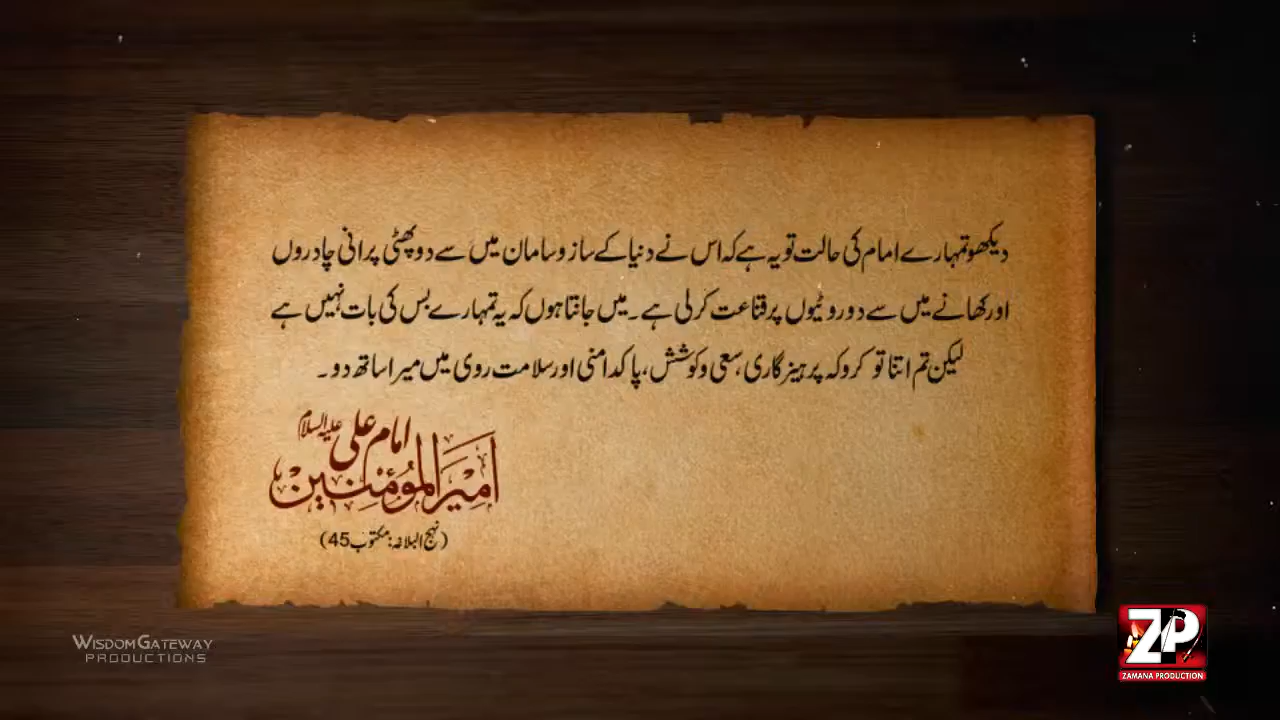 دیکھو تمہارے امام کی حالت تو یہ ہے کہ اس نے دنیا کے ساز و سامان میں سے دو پھٹی پرانی چادروں
اور کھانے میں سے دو روٹیوں پر قناعت کر لی ہے۔ میں جانتا ہوں کہ یہ تمہارے بس کی بات نہیں ہے
لیکن تم اتنا تو کرو کہ پرہیزگاری، سعی و کوشش، پاکدامنی اور سلامت روی میں میرا ساتھ دو۔
امام علی علیہ السلام
امیر المؤمنین
(نہج البلاغہ: مکتوب 45)
WISDOMGATEWAY
PRODUCTIONS
ZP
ZAMANA PRODUCTION